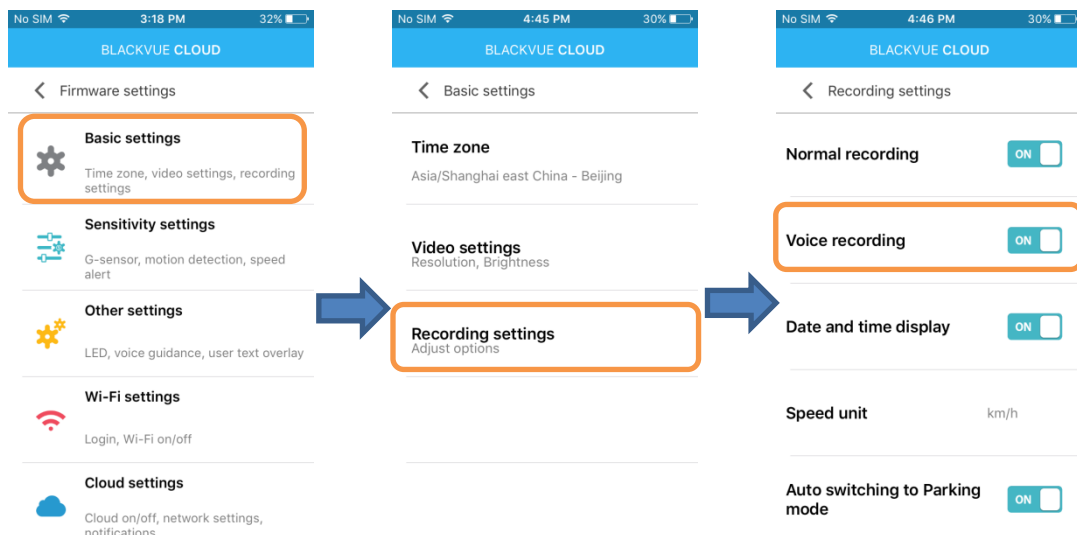 No SIM 3:18 PM 32%
BLACKVUE CLOUD
Firmware settings
Basic settings
Time zone, video settings, recording
settings
Sensitivity settings
G-sensor, motion detection, speed
alert
Other settings
LED, voice guidance, user text overlay
Wi-Fi settings
Login, Wi-Fi on/off
Cloud settings
Cloud on/off, network settings,
notifications
No SIM 4:45 PM 30%
BLACKVUE CLOUD
Basic settings
Time zone
Asia/Shanghai east China - Beijing
Video settings
Resolution, Brightness
Recording settings
Adjust options
No SIM 4:46 PM 30%
BLACKVUE CLOUD
Recording settings
Normal recording ON
Voice recording ON
Date and time display ON
Speed unit km/h
Auto switching to Parking
mode ON